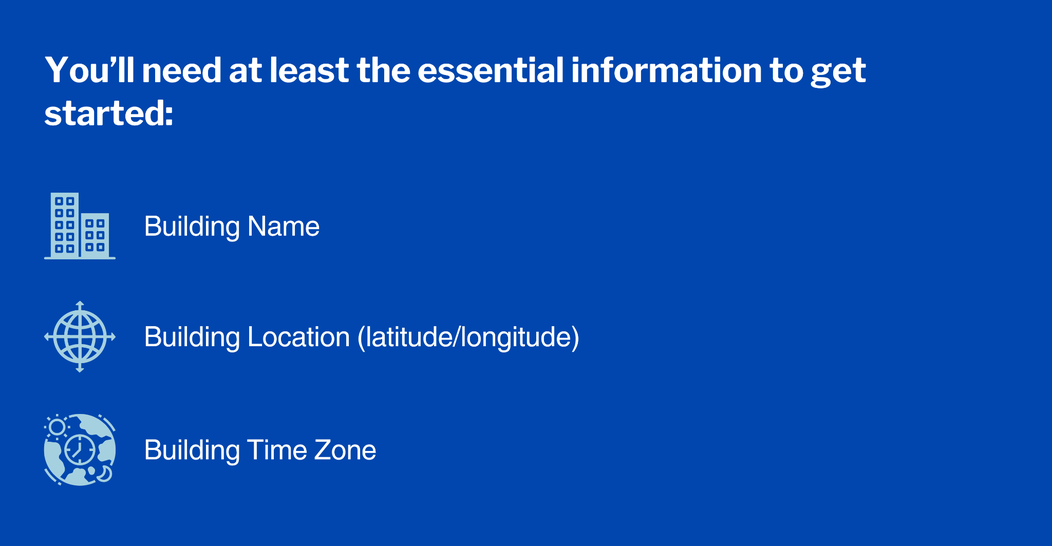 You’ll need at least the essential information to get
started:
Building Name
Building Location (latitude/longitude)
Building Time Zone